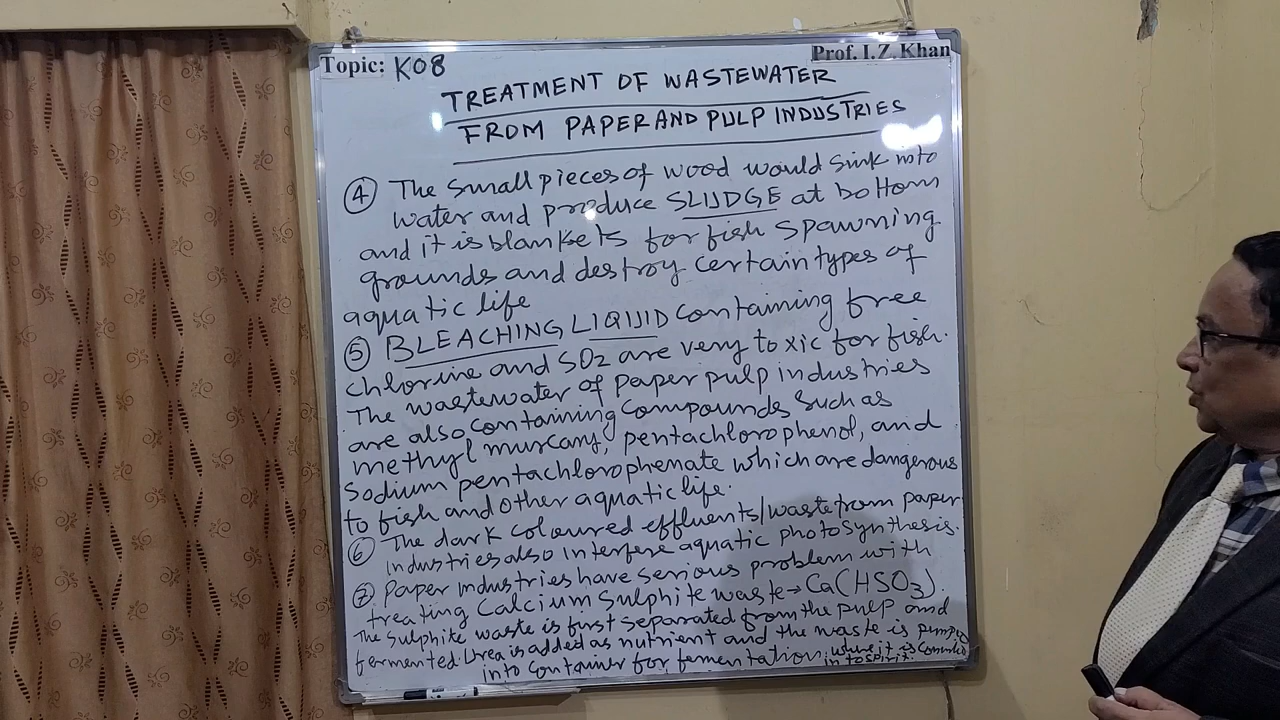 Topic: K08
Prof. I.Z. Khan
TREATMENT OF WASTEWATER
FROM PAPER AND PULP INDUSTRIES
④ The small pieces of wood would sink into
water and produce SLUDGE at bottom
and it is blankets for fish spawning
grounds and destroy certain types of
aquatic life
⑤ BLEACHING LIQUID containing free
chlorine and SO2 are very toxic for fish.
The wastewater of paper pulp industries
are also containing compounds such as
methyl murcany, pentachlorophenol, and
Sodium pentachlorophenate which are dangerous
to fish and other aquatic life.
⑥ The dark coloured effluents/waste from paper
industries also interfere aquatic photosynthesis.
⑦ Paper industries have serious problem with
treating Calcium Sulphite waste → Ca(HSO3).
The Sulphite waste is first separated from the pulp and
fermented. Urea is added as nutrient and the waste is
into container for fermentation where it is
into spirit.